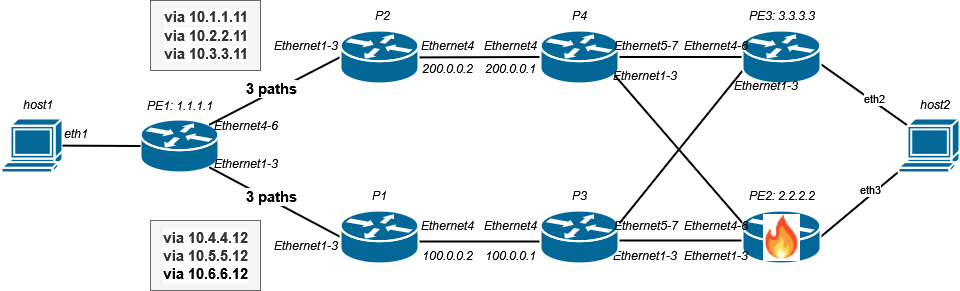 via 10.1.1.11
via 10.2.2.11
via 10.3.3.11
P2
P4
PE3: 3.3.3.3
Ethernet1-3
Ethernet4
Ethernet4
Ethernet5-7
Ethernet4-6
200.0.0.2
200.0.0.1
Ethernet1-3
Ethernet1-3
3 paths
host1
PE1: 1.1.1.1
eth2
host2
eth1
Ethernet4-6
Ethernet1-3
3 paths
P1
P3
PE2: 2.2.2.2
eth3
via 10.4.4.12
via 10.5.5.12
via 10.6.6.12
Ethernet1-3
Ethernet4
Ethernet4
Ethernet5-7
Ethernet4-6
100.0.0.2
100.0.0.1
Ethernet1-3
Ethernet1-3